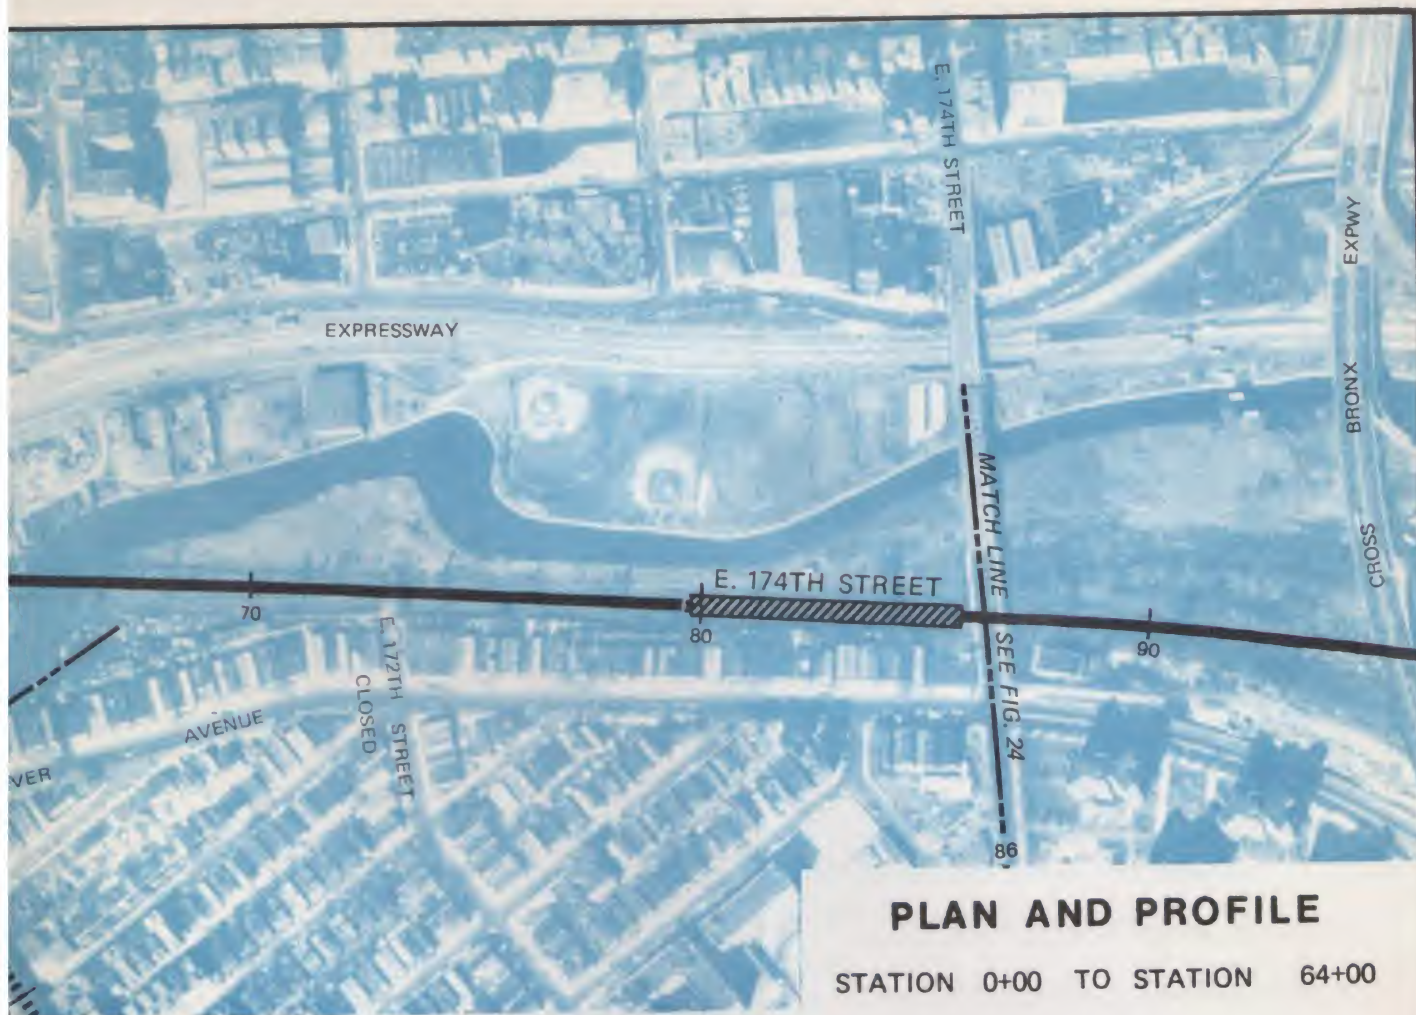 E. 174TH STREET
EXPWY
EXPRESSWAY
BRONX
MATCH LINE SEE FIG. 24
CROSS
E. 174TH STREET
70
80
90
E. 172TH STREET
CLOSED
AVENUE
VER
86
PLAN AND PROFILE
STATION 0+00 TO STATION 64+00